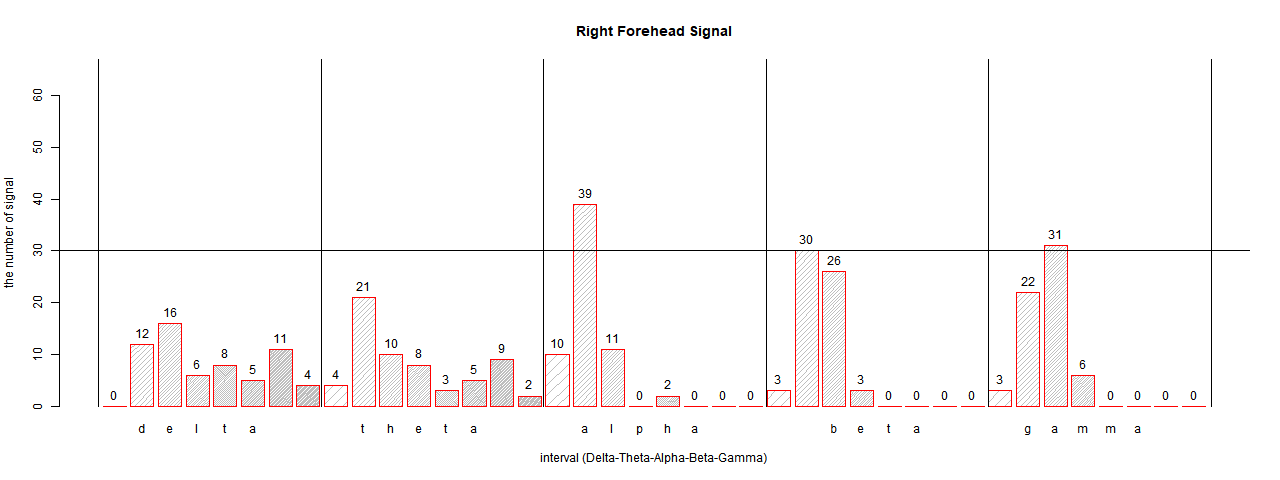 Right Forehead Signal
the number of signal
60
50
40
30
20
10
0
0 12 16 6 8 5 11 4 4 21 10 8 3 5 9 2 10 39 11 0 2 0 0 0 3 30 26 3 0 0 0 0 3 22 31 6 0 0 0 0
d e l t a t h e t a a l p h a b e t a g a m m a
interval (Delta-Theta-Alpha-Beta-Gamma)